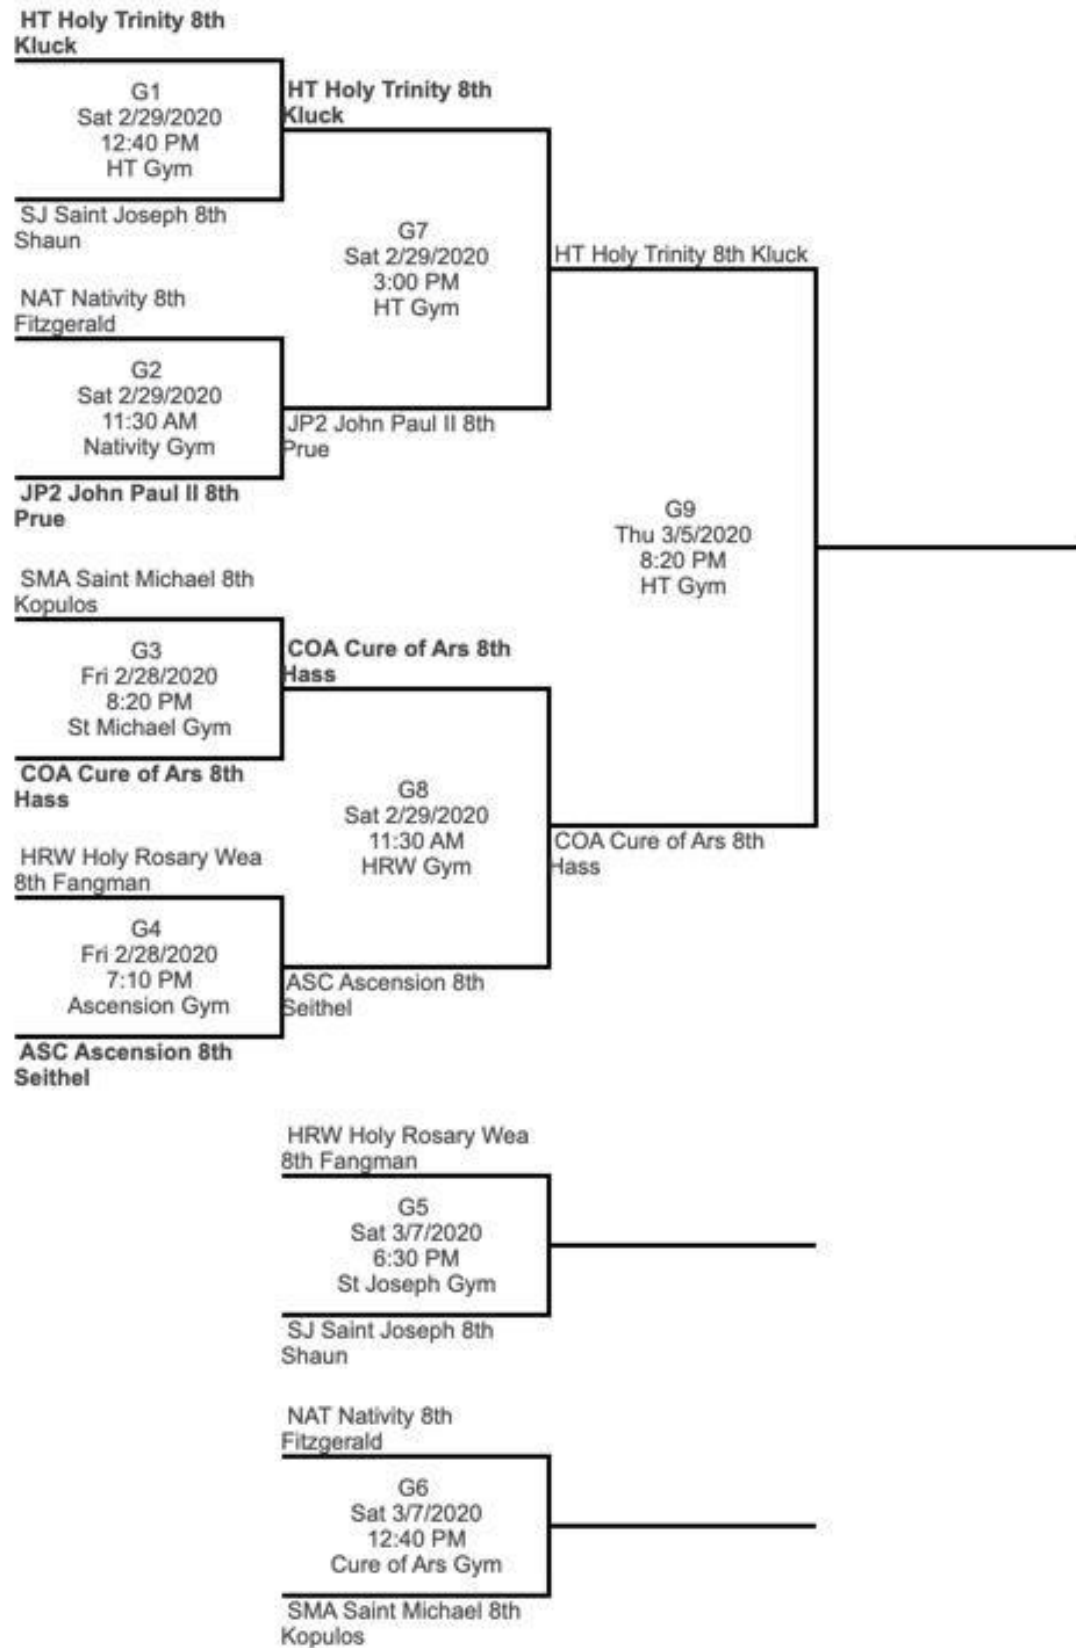 HT Holy Trinity 8th
Kluck
G1
Sat 2/29/2020
12:40 PM
HT Gym
SJ Saint Joseph 8th
Shaun
NAT Nativity 8th
Fitzgerald
G2
Sat 2/29/2020
11:30 AM
Nativity Gym
JP2 John Paul II 8th
Prue
SMA Saint Michael 8th
Kopulos
G3
Fri 2/28/2020
8:20 PM
St Michael Gym
COA Cure of Ars 8th
Hass
HRW Holy Rosary Wea
8th Fangman
G4
Fri 2/28/2020
7:10 PM
Ascension Gym
ASC Ascension 8th
Seithel
HT Holy Trinity 8th
Kluck
G7
Sat 2/29/2020
3:00 PM
HT Gym
JP2 John Paul II 8th
Prue
COA Cure of Ars 8th
Hass
G8
Sat 2/29/2020
11:30 AM
HRW Gym
ASC Ascension 8th
Seithel
HT Holy Trinity 8th Kluck
G9
Thu 3/5/2020
8:20 PM
HT Gym
COA Cure of Ars 8th
Hass
HRW Holy Rosary Wea
8th Fangman
G5
Sat 3/7/2020
6:30 PM
St Joseph Gym
SJ Saint Joseph 8th
Shaun
NAT Nativity 8th
Fitzgerald
G6
Sat 3/7/2020
12:40 PM
Cure of Ars Gym
SMA Saint Michael 8th
Kopulos